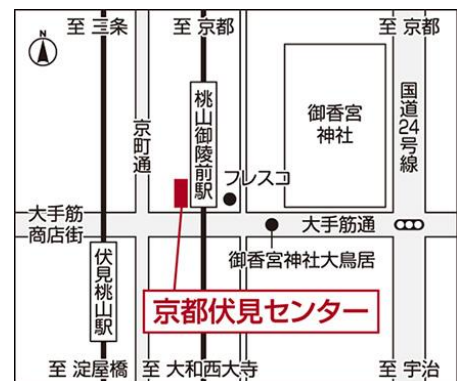 至 三条
至 京都
至 京都
桃山御陵前駅
京町通
御香宮
神社
国道24号線
フレスコ
大手筋
商店街
大手筋通
御香宮神社大鳥居
伏見桃山駅
京都伏見センター
至 淀屋橋
至 大和西大寺
至 宇治